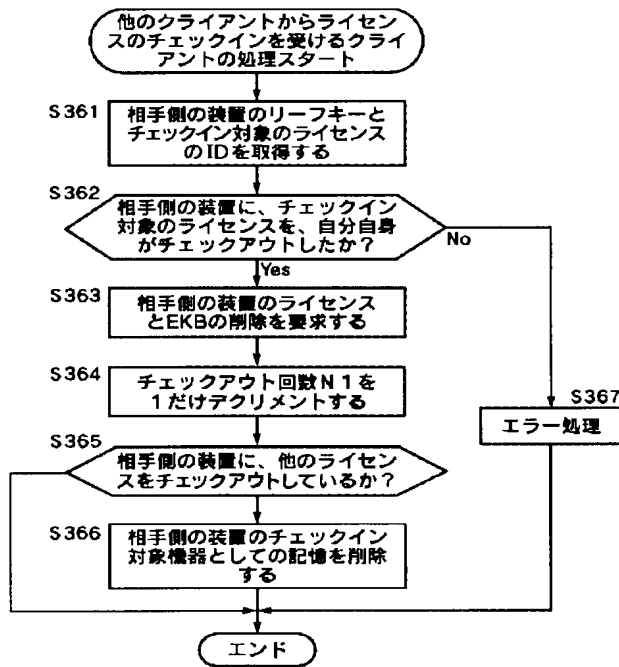 他のクライアントからライセ
ンスのチェックインを受けるクライ
アントの処理スタート
S361
相手側の装置のリーフキーと
チェックイン対象のライセンス
のIDを取得する
S362
相手側の装置に、チェックイン
対象のライセンスを、自分自身
がチェックアウトしたか?
No
Yes
S363
相手側の装置のライセンス
とEKBの削除を要求する
S364
チェックアウト回数N1を
1だけデクリメントする
S367
エラー処理
S365
相手側の装置に、他のライセン
スをチェックアウトしているか?
S366
相手側の装置のチェックイン
対象機器としての記憶を削除
する
エンド